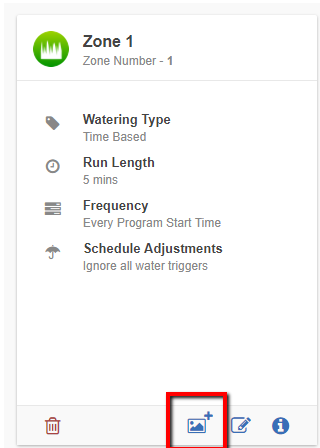 Zone 1
Zone Number - 1
Watering Type
Time Based
Run Length
5 mins
Frequency
Every Program Start Time
Schedule Adjustments
Ignore all water triggers